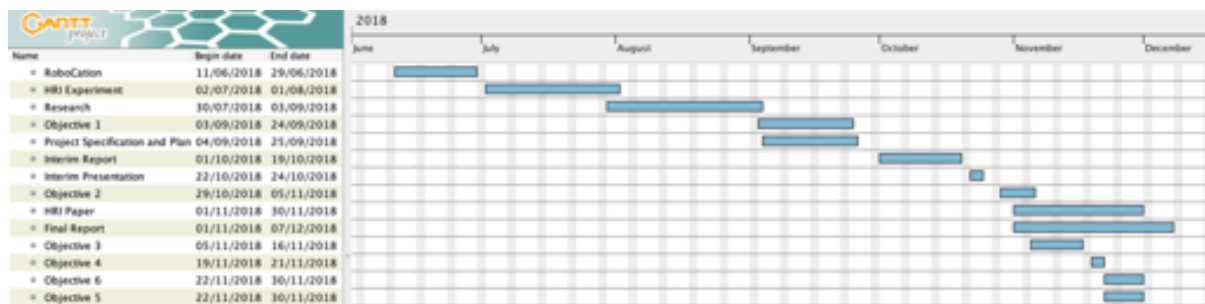 GANTT
project
2018
Name Begin date End date
June July August September October November December
RoboCation 11/06/2018 29/06/2018
HRI Experiment 02/07/2018 01/08/2018
Research 30/07/2018 03/09/2018
Objective 1 03/09/2018 24/09/2018
Project Specification and Plan 04/09/2018 25/09/2018
Interim Report 01/10/2018 19/10/2018
Interim Presentation 22/10/2018 24/10/2018
Objective 2 29/10/2018 05/11/2018
HRI Paper 01/11/2018 30/11/2018
Final Report 01/11/2018 07/12/2018
Objective 3 05/11/2018 16/11/2018
Objective 4 19/11/2018 21/11/2018
Objective 6 22/11/2018 30/11/2018
Objective 5 22/11/2018 30/11/2018